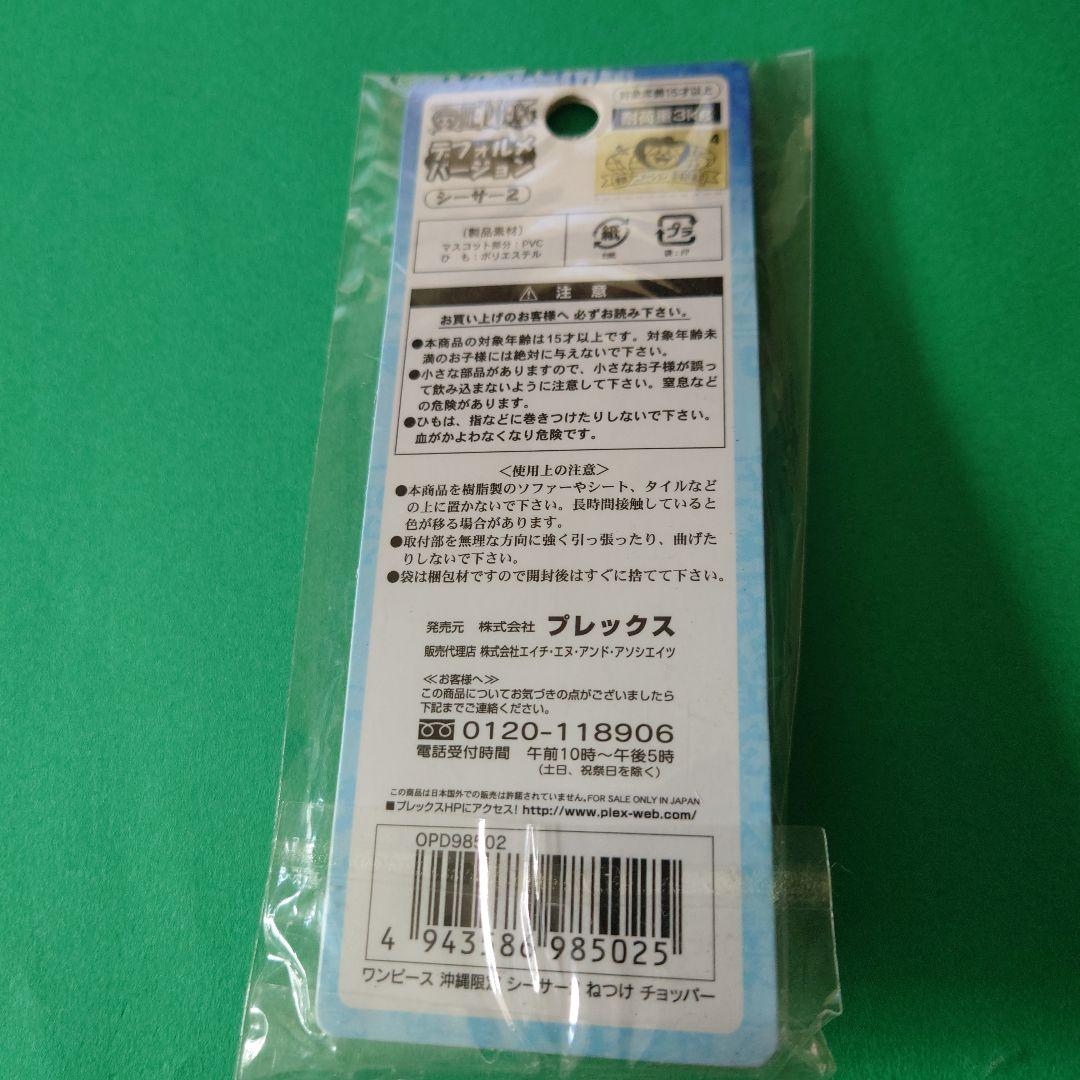 対象年齢15才以上
耐荷重3Kg
デフォルメ
バージョン
シーサー2
4
〔製品素材〕
マスコット部分:PVC
ひも:ポリエステル
紙
台紙
プラ
袋:PP
⚠ 注意
お買い上げのお客様へ 必ずお読み下さい。
●本商品の対象年齢は15才以上です。対象年齢未
満のお子様には絶対に与えないで下さい。
●小さな部品がありますので、小さなお子様が誤っ
て飲み込まないように注意して下さい。窒息など
の危険があります。
●ひもは、指などに巻きつけたりしないで下さい。
血がかよわなくなり危険です。
<使用上の注意>
●本商品を樹脂製のソファーやシート、タイルなど
の上に置かないで下さい。長時間接触していると
色が移る場合があります。
●取付部を無理な方向に強く引っ張ったり、曲げた
りしないで下さい。
●袋は梱包材ですので開封後はすぐに捨てて下さい。
発売元 株式会社 プレックス
販売代理店 株式会社エイチ・エヌ・アンド・アソシエイツ
≪お客様へ≫
この商品についてお気づきの点がございましたら
下記までご連絡ください。
0120-118906
電話受付時間 午前10時~午後5時
(土日、祝祭日を除く)
この商品は日本国外での販売は許諾されていません。FOR SALE ONLY IN JAPAN
■プレックスHPにアクセス! http://www.plex-web.com/
OPD98502
4 943586 985025
ワンピース 沖縄限定 シーサー2 ねつけ チョッパー